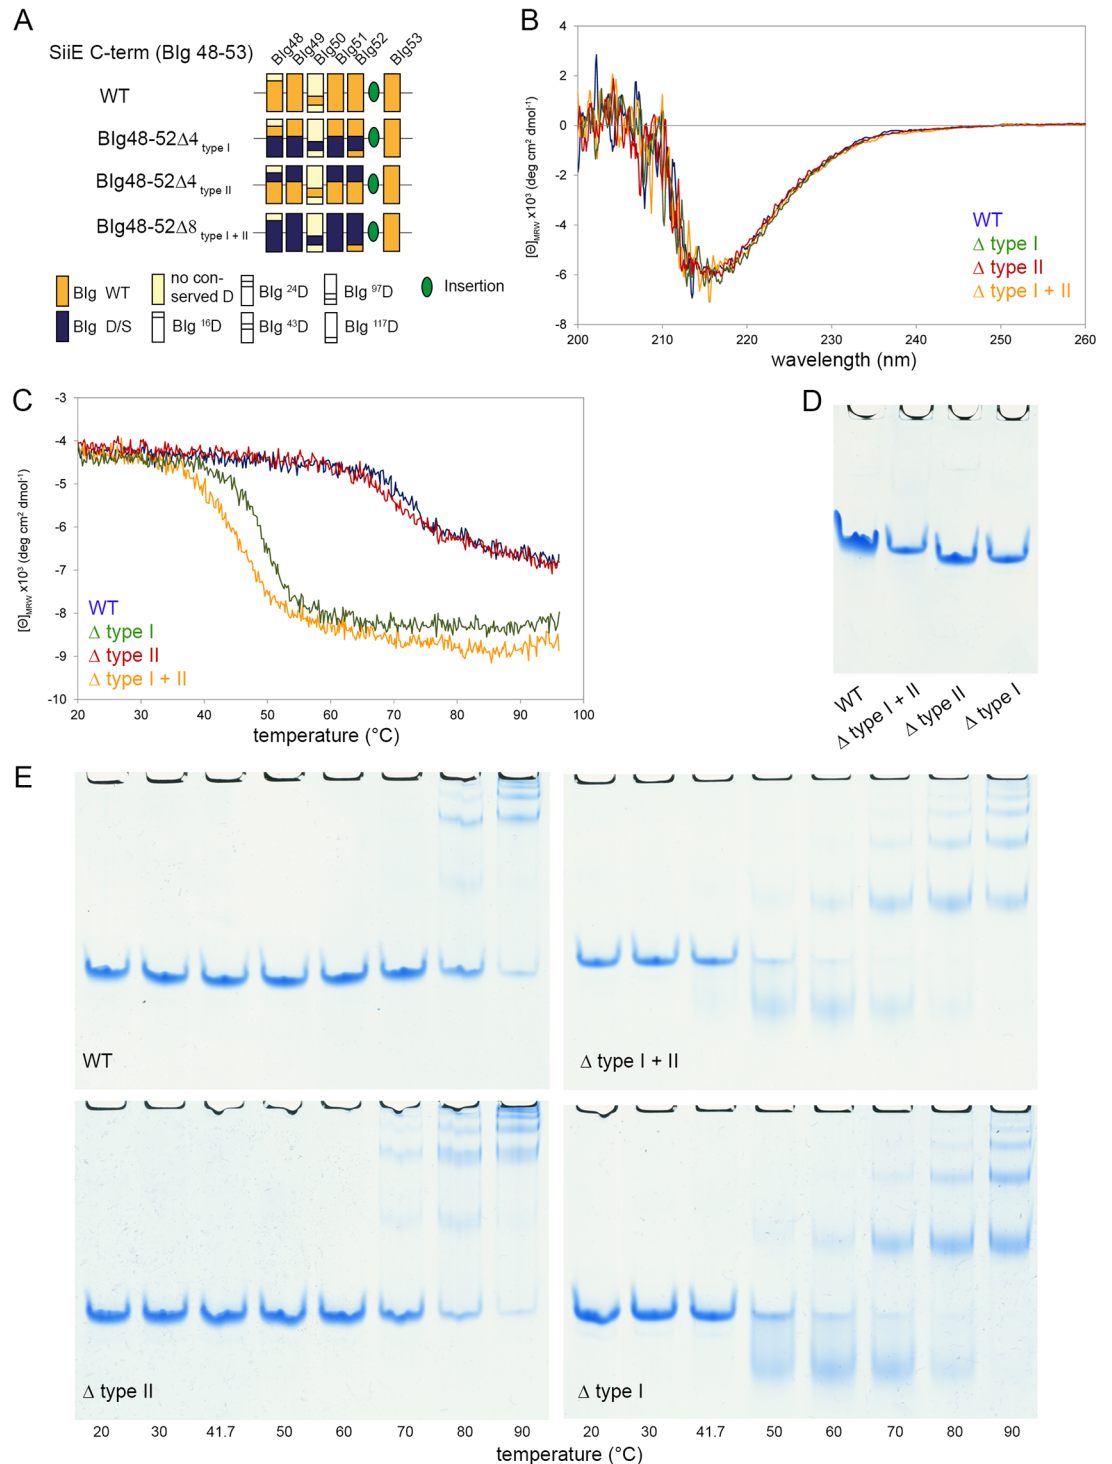 A
SiiE C-term (BIg 48-53)
BIg48
BIg49
BIg50
BIg51
BIg52
BIg53
WT
BIg48-52Δ4 type I
BIg48-52Δ4 type II
BIg48-52Δ8 type I + II
BIg WT
no con-
served D
BIg 24D
BIg 97D
Insertion
BIg D/S
BIg 16D
BIg 43D
BIg 117D
B
[Θ]MRW x10³ (deg cm² dmol⁻¹)
4
2
0
-2
-4
-6
-8
WT
Δ type I
Δ type II
Δ type I + II
200 210 220 230 240 250 260
wavelength (nm)
C
[Θ]MRW x10³ (deg cm² dmol⁻¹)
-3
-4
-5
-6
-7
-8
-9
-10
WT
Δ type I
Δ type II
Δ type I + II
20 30 40 50 60 70 80 90 100
temperature (°C)
D
WT
Δ type I + II
Δ type II
Δ type I
E
WT
Δ type I + II
Δ type II
Δ type I
20 30 41.7 50 60 70 80 90
20 30 41.7 50 60 70 80 90
temperature (°C)